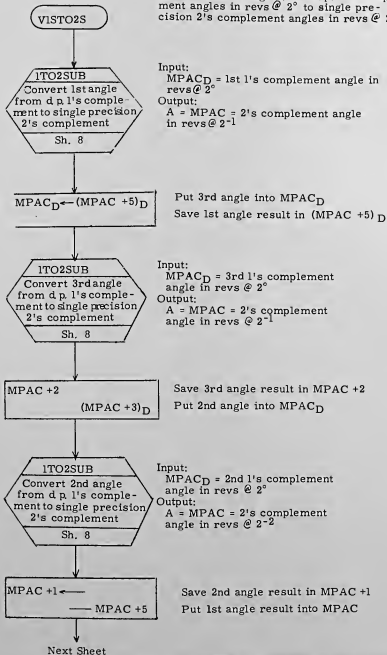 ment angles in revs @ 2° to single pre-
cision 2's complement angles in revs @ 2
V1STO2S
1TO2SUB
Convert 1st angle
from d p. 1's comple-
ment to single precision
2's complement
Sh. 8
Input:
MPACD = 1st 1's complement angle in
revs @ 2°
Output:
A = MPAC = 2's complement angle
in revs @ 2-1
MPACD ← (MPAC +5)D
Put 3rd angle into MPACD
Save 1st angle result in (MPAC +5)D
1TO2SUB
Convert 3rd angle
from d p. 1's comple-
ment to single precision
2's complement
Sh. 8
Input:
MPACD = 3rd 1's complement
angle in revs @ 2°
Output:
A = MPAC = 2's complement
angle in revs @ 2-1
MPAC +2
(MPAC +3)D
Save 3rd angle result in MPAC +2
Put 2nd angle into MPACD
1TO2SUB
Convert 2nd angle
from d p. 1's comple-
ment to single precision
2's complement
Sh. 8
Input:
MPACD = 2nd 1's complement
angle in revs @ 2°
Output:
A = MPAC = 2's complement
angle in revs @ 2-2
MPAC +1 ←
MPAC +5
Save 2nd angle result in MPAC +1
Put 1st angle result into MPAC
Next Sheet